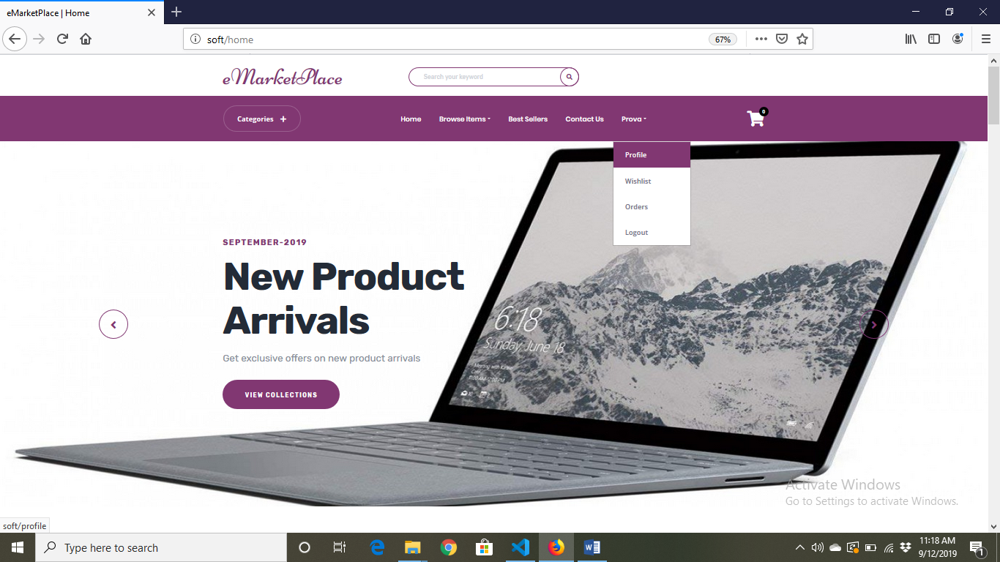 eMarketPlace | Home
soft/home
67%
eMarketPlace
Search your keyword
Categories
Home
Browse Items
Best Sellers
Contact Us
Prova
0
Profile
Wishlist
Orders
Logout
SEPTEMBER-2019
New Product
Arrivals
Get exclusive offers on new product arrivals
VIEW COLLECTIONS
6:18
Sunday, June 18
Activate Windows
Go to Settings to activate Windows.
soft/profile
Type here to search
11:18 AM
9/12/2019
1